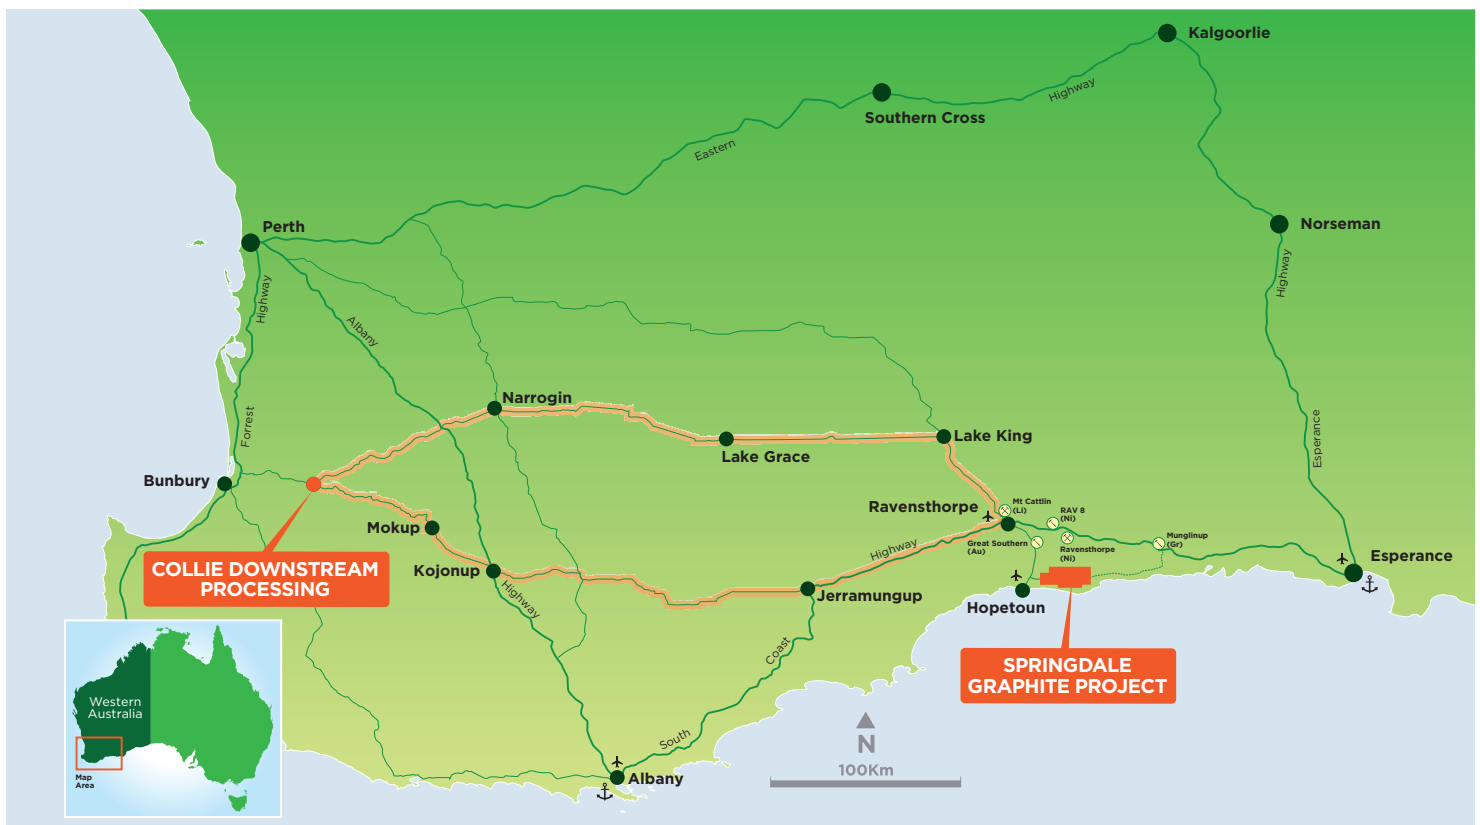 Kalgoorlie
Highway
Southern Cross
Eastern
Perth
Norseman
Highway
Highway
Albany
Narrogin
Forrest
Esperance
Lake King
Lake Grace
Bunbury
Ravensthorpe
Mt Cattlin
(Li)
RAV 8
(Ni)
Mokup
Great Southern
(Au)
Highway
Ravensthorpe
(Ni)
Munglinup
(Gr)
Esperance
COLLIE DOWNSTREAM
PROCESSING
Kojonup
Highway
Jerramungup
Hopetoun
Coast
SPRINGDALE
GRAPHITE PROJECT
Western
Australia
South
N
100Km
Albany
Map
Area